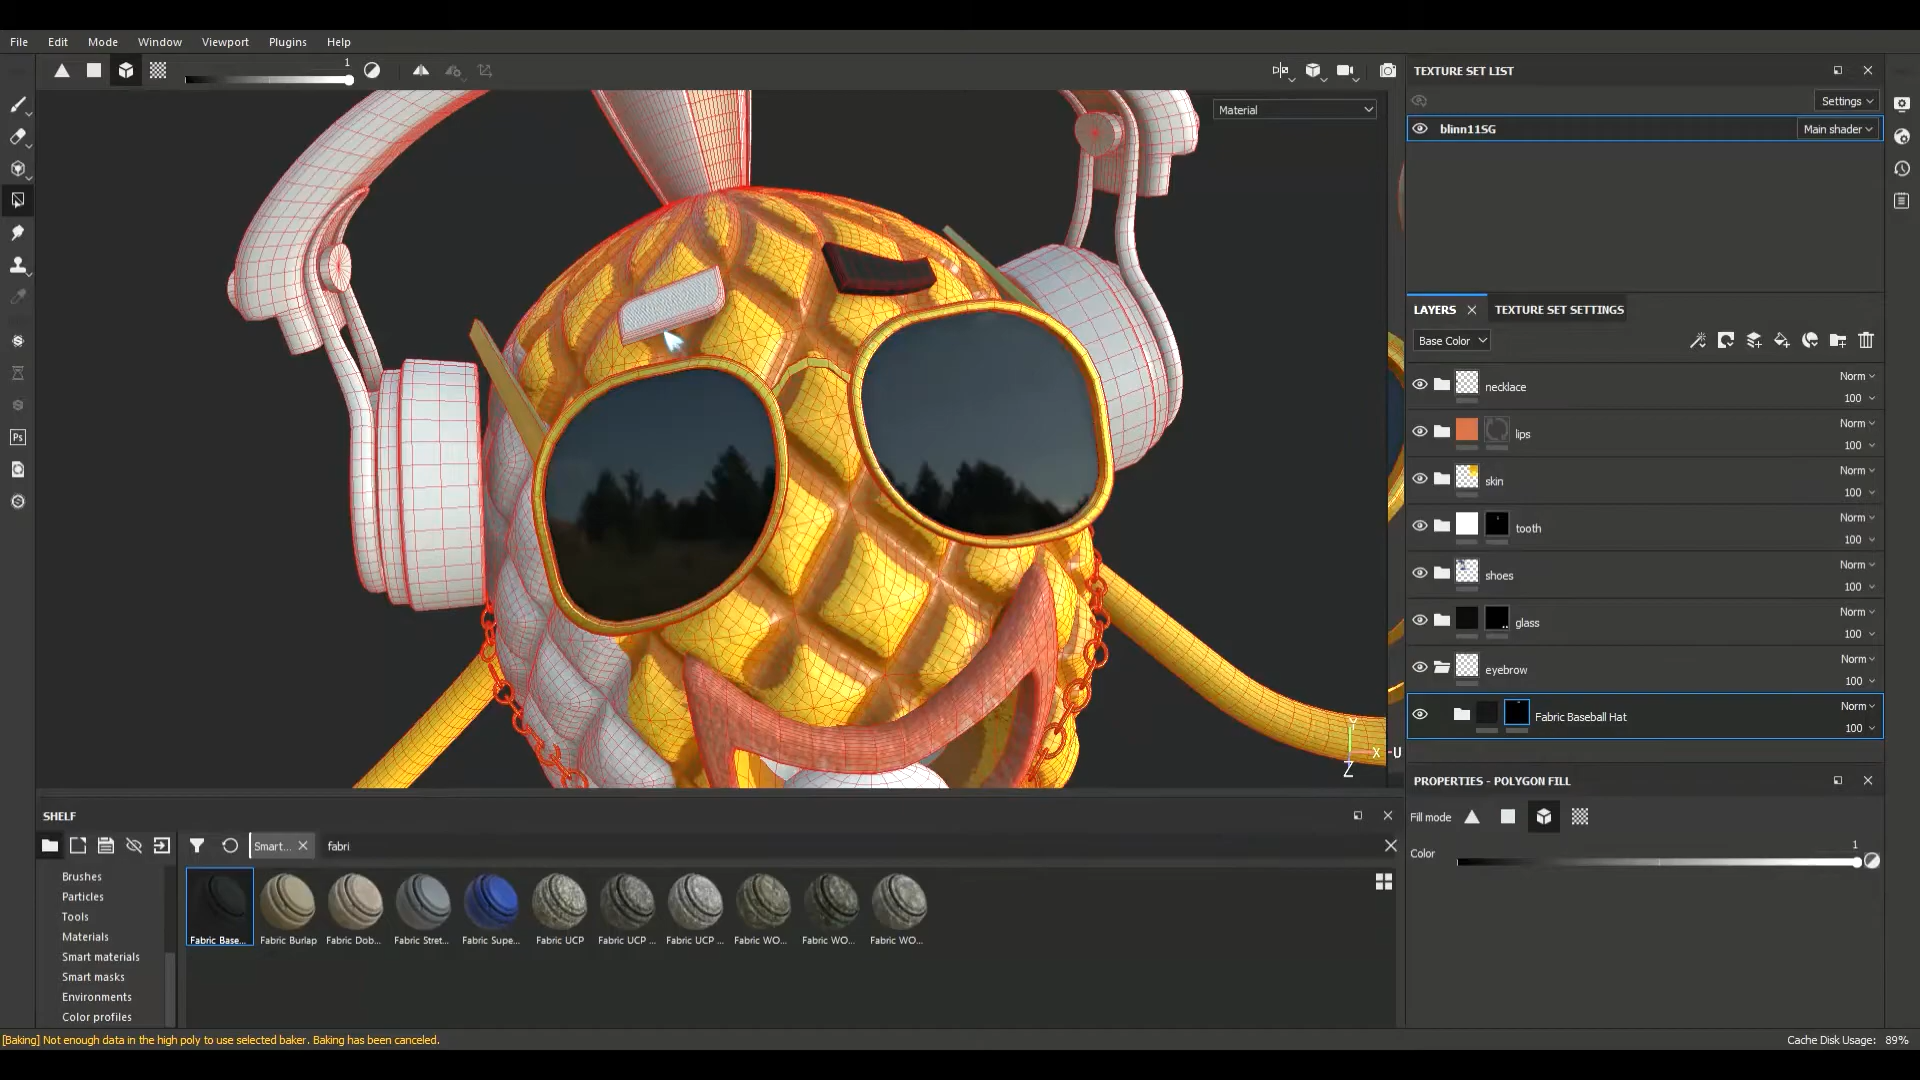 File Edit Mode Window Viewport Plugins Help
1
Material
TEXTURE SET LIST
Settings
blinn11SG Main shader
LAYERS TEXTURE SET SETTINGS
Base Color
necklace Norm 100
lips Norm 100
skin Norm 100
tooth Norm 100
shoes Norm 100
glass Norm 100
eyebrow Norm 100
Fabric Baseball Hat Norm 100
Y
X
Z
U
PROPERTIES - POLYGON FILL
Fill mode
Color 1
Ps
SHELF
Smart... fabri
Brushes
Particles
Tools
Materials
Smart materials
Smart masks
Environments
Color profiles
Fabric Base... Fabric Burlap Fabric Dob... Fabric Stret... Fabric Supe... Fabric UCP Fabric UCP ... Fabric UCP ... Fabric WO... Fabric WO... Fabric WO...
[Baking] Not enough data in the high poly to use selected baker. Baking has been canceled.
Cache Disk Usage: 89%